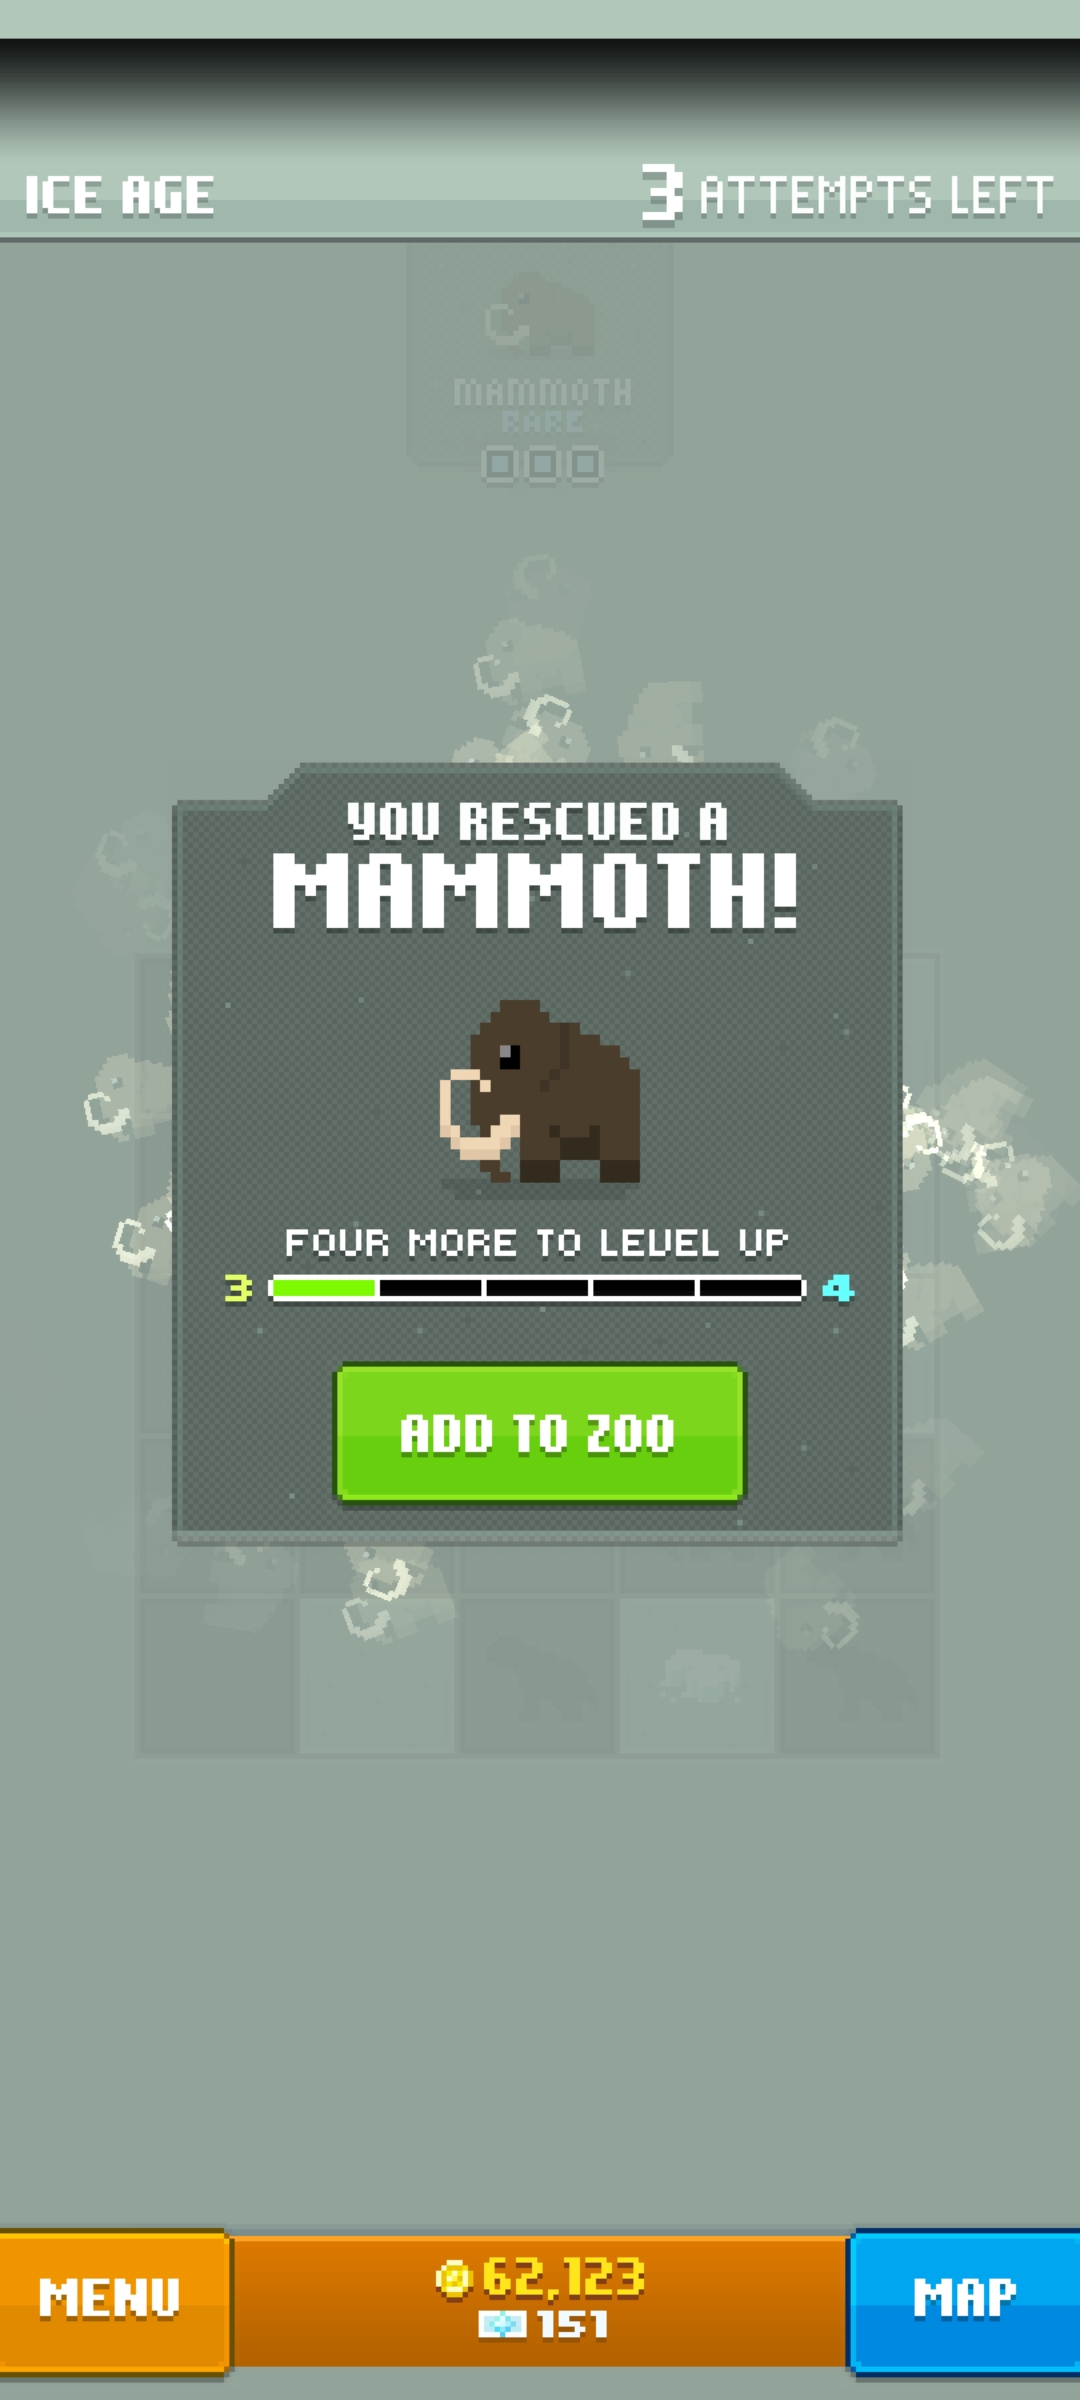 ICE AGE
3 ATTEMPTS LEFT
MAMMOTH
RARE
YOU RESCUED A
MAMMOTH!
FOUR MORE TO LEVEL UP
3 4
ADD TO ZOO
MENU
62,123
151
MAP